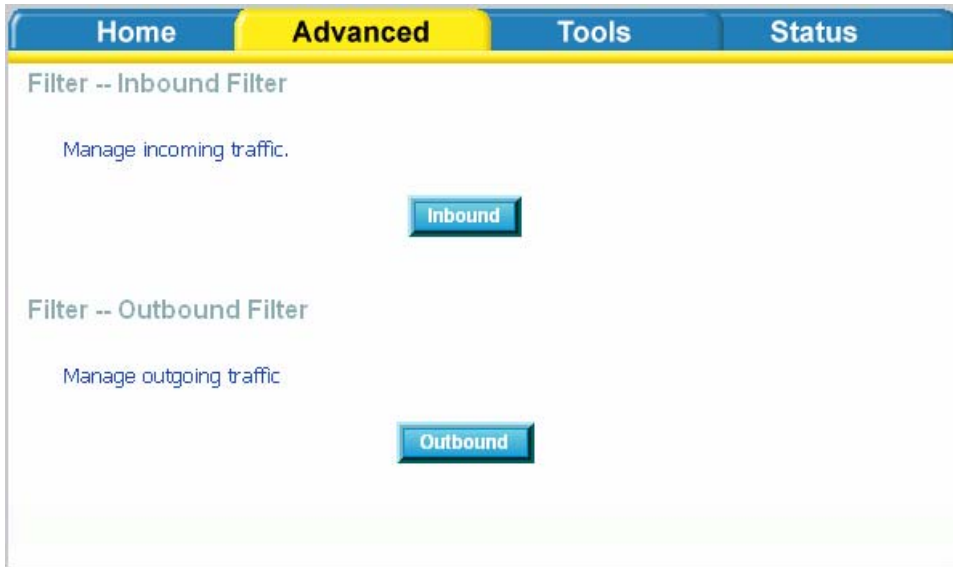 Home Advanced Tools Status
Filter -- Inbound Filter
Manage incoming traffic.
Inbound
Filter -- Outbound Filter
Manage outgoing traffic
Outbound